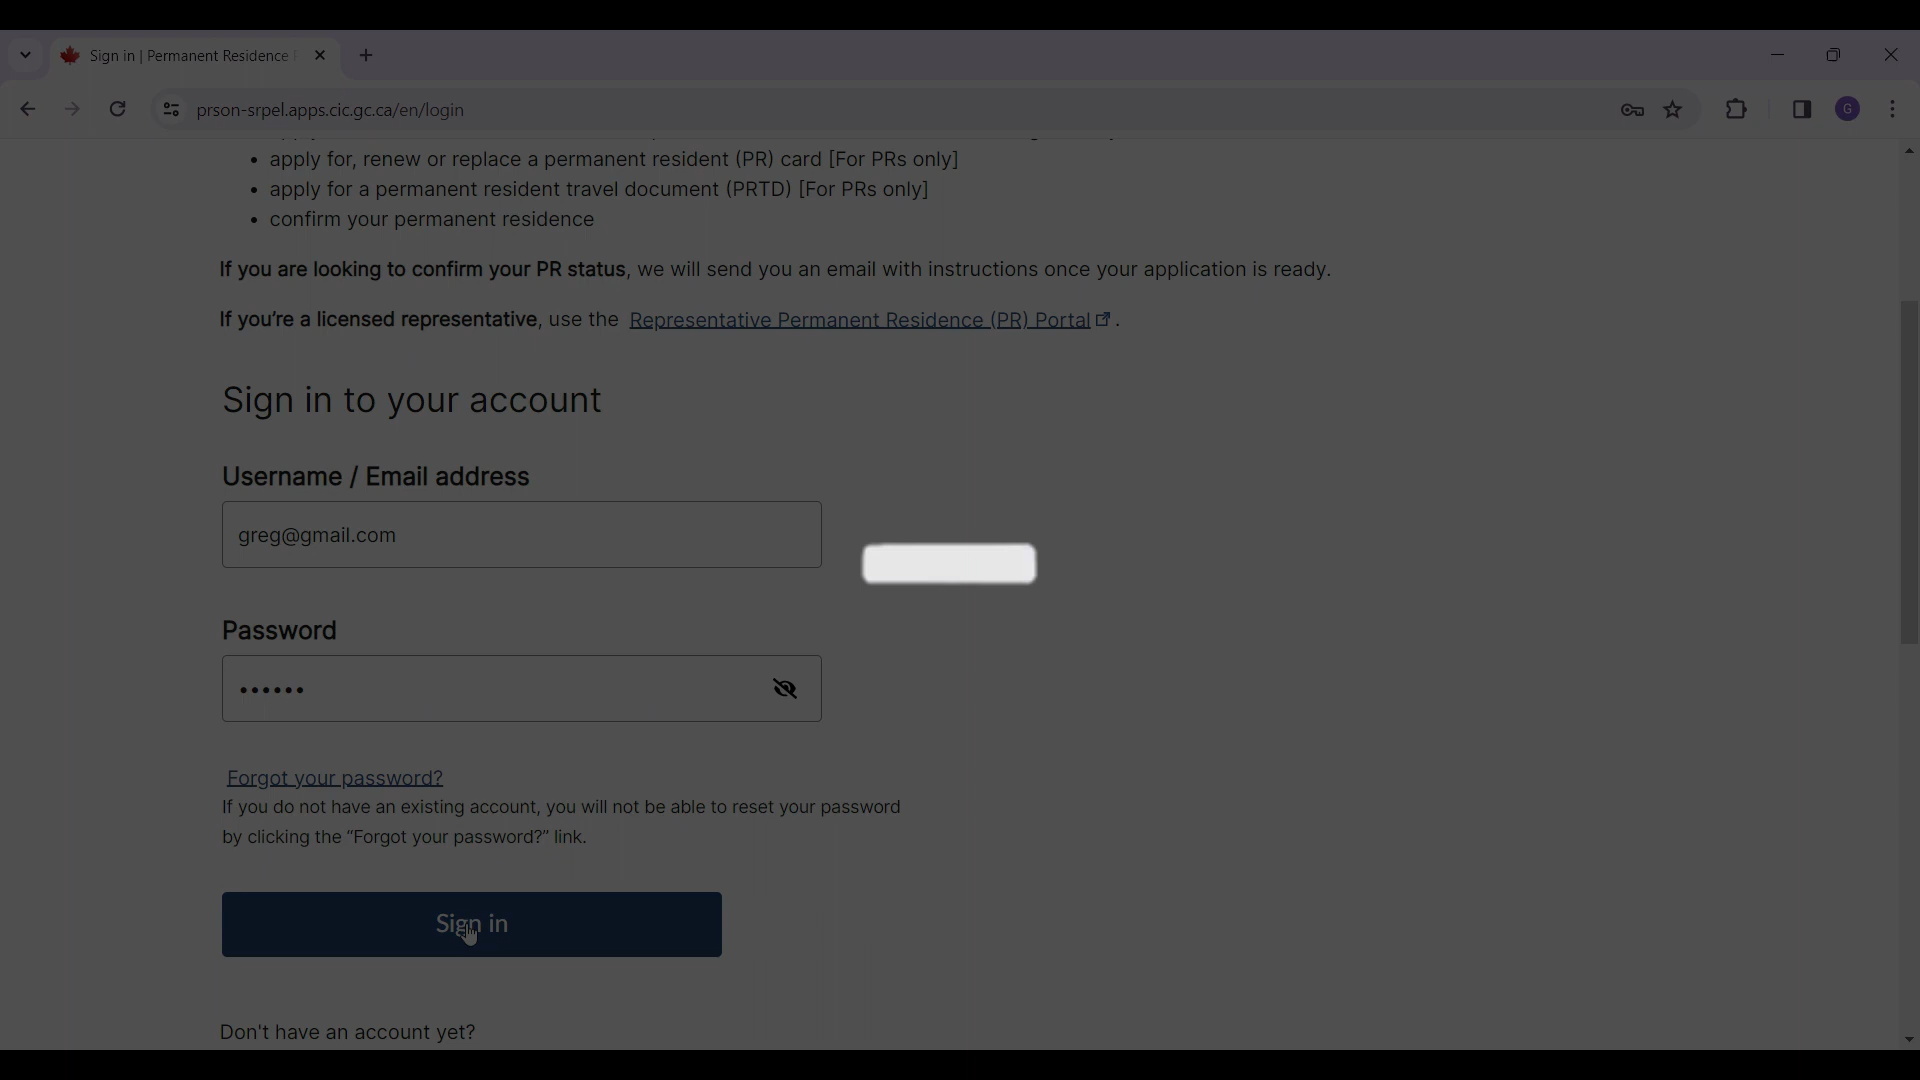 Sign in | Permanent Residence
prson-srpel.apps.cic.gc.ca/en/login
G
• apply for, renew or replace a permanent resident (PR) card [For PRs only]
• apply for a permanent resident travel document (PRTD) [For PRs only]
• confirm your permanent residence
If you are looking to confirm your PR status, we will send you an email with instructions once your application is ready.
If you're a licensed representative, use the Representative Permanent Residence (PR) Portal.
Sign in to your account
Username / Email address
greg@gmail.com
Password
••••••
Forgot your password?
If you do not have an existing account, you will not be able to reset your password
by clicking the “Forgot your password?” link.
Sign in
Don't have an account yet?